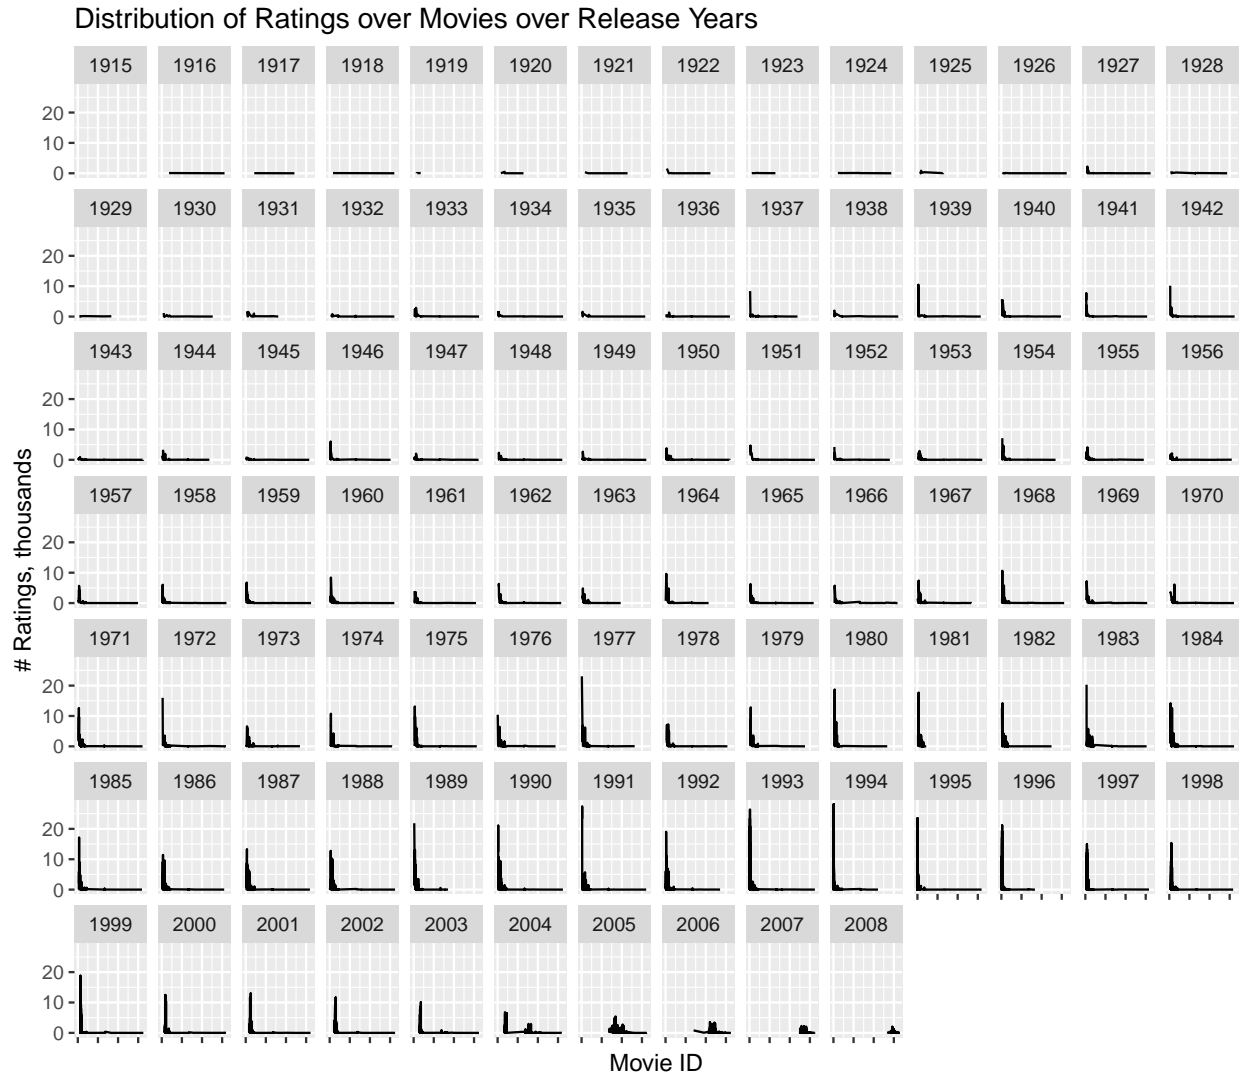 Distribution of Ratings over Movies over Release Years
1915 1916 1917 1918 1919 1920 1921 1922 1923 1924 1925 1926 1927 1928
20
10
0
1929 1930 1931 1932 1933 1934 1935 1936 1937 1938 1939 1940 1941 1942
20
10
0
1943 1944 1945 1946 1947 1948 1949 1950 1951 1952 1953 1954 1955 1956
20
10
0
1957 1958 1959 1960 1961 1962 1963 1964 1965 1966 1967 1968 1969 1970
20
10
0
1971 1972 1973 1974 1975 1976 1977 1978 1979 1980 1981 1982 1983 1984
20
10
0
1985 1986 1987 1988 1989 1990 1991 1992 1993 1994 1995 1996 1997 1998
20
10
0
1999 2000 2001 2002 2003 2004 2005 2006 2007 2008
20
10
0
# Ratings, thousands
Movie ID